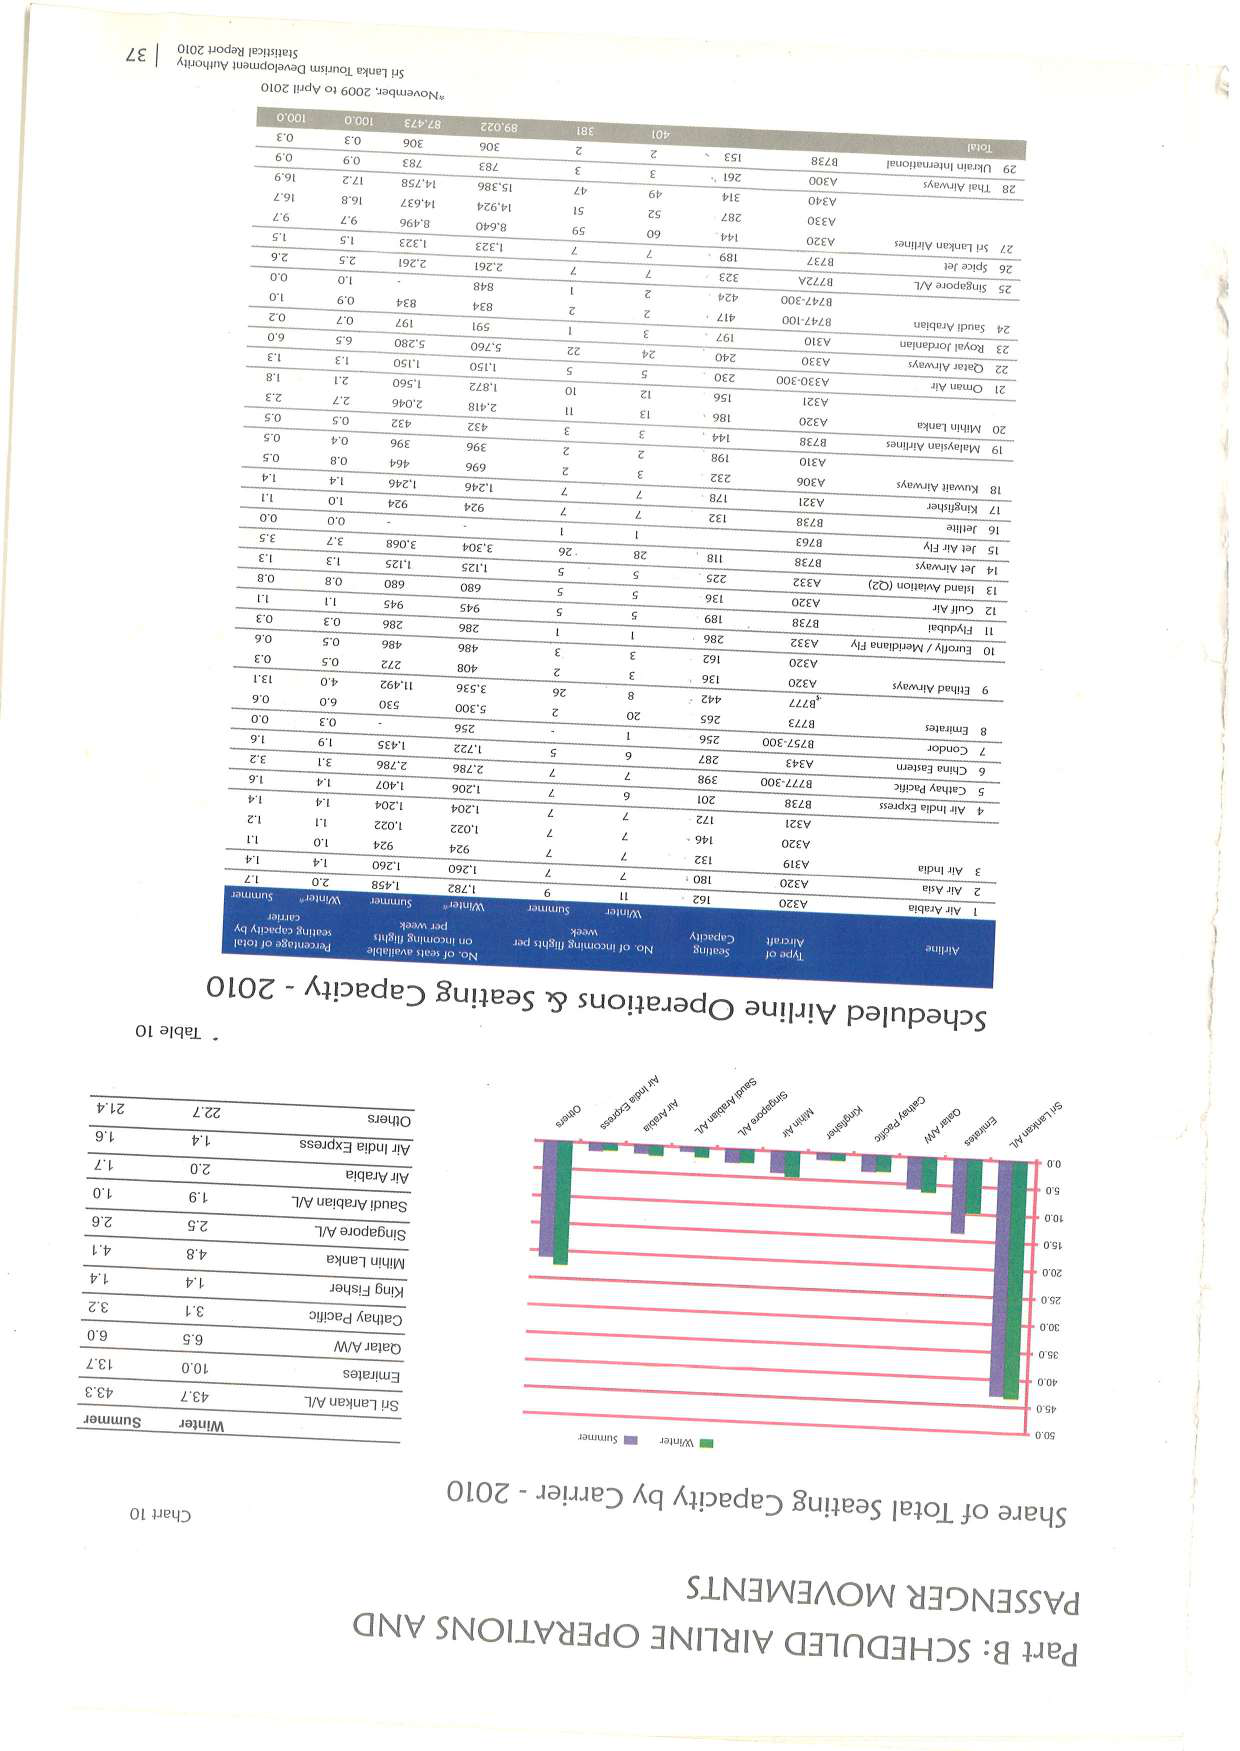 Part B: SCHEDULED AIRLINE OPERATIONS AND
PASSENGER MOVEMENTS
Chart 10
Share of Total Seating Capacity by Carrier - 2010
Winter Summer
50.0
45.0
40.0
35.0
30.0
25.0
20.0
15.0
10.0
5.0
0.0
Sri Lankan A/L
Emirates
Qatar A/W
Cathay Pacific
Kingfisher
Mihin Air
Singapore A/L
Saudi Arabian A/L
Air Arabia
Air India Express
Others
Winter Summer
Sri Lankan A/L 43.7 43.3
Emirates 10.0 13.7
Qatar A/W 6.5 6.0
Cathay Pacific 3.1 3.2
King Fisher 1.4 1.4
Mihin Lanka 4.8 4.1
Singapore A/L 2.5 2.6
Saudi Arabian A/L 1.9 1.0
Air Arabia 2.0 1.7
Air India Express 1.4 1.6
Others 22.7 21.4
Table 10
Scheduled Airline Operations & Seating Capacity - 2010
Airline Type of Aircraft Seating Capacity No. of incoming flights per week No. of seats available on incoming flights per week Percentage of total seating capacity by carrier
Winter Summer Winter* Summer Winter* Summer
1 Air Arabia A320 162 11 9 1,782 1,458 2.0 1.7
2 Air Asia A320 180 7 7 1,260 1,260 1.4 1.4
3 Air India A319 132 7 7 924 924 1.0 1.1
A320 146 7 7 1,022 1,022 1.1 1.2
A321 172 7 7 1,204 1,204 1.4 1.4
4 Air India Express B738 201 6 7 1,206 1,407 1.4 1.6
5 Cathay Pacific B777-300 398 7 7 2,786 2,786 3.1 3.2
6 China Eastern A343 287 6 5 1,722 1,435 1.9 1.6
7 Condor B757-300 256 1 - 256 - 0.3 0.0
8 Emirates B773 265 20 2 5,300 530 6.0 0.6
B777 442 8 26 3,536 11,492 4.0 13.1
9 Etihad Airways A320 136 3 2 408 272 0.5 0.3
A320 162 3 3 486 486 0.5 0.6
10 Eurofly / Meridiana Fly A332 286 1 1 286 286 0.3 0.3
11 Flydubai B738 189 5 5 945 945 1.1 1.1
12 Gulf Air A320 136 5 5 680 680 0.8 0.8
13 Island Aviation (Q2) A332 225 5 5 1,125 1,125 1.3 1.3
14 Jet Airways B738 118 28 26 3,304 3,068 3.7 3.5
15 Jet Air Fly B763 1 1 - - 0.0 0.0
16 Jetlite B738 132 7 7 924 924 1.0 1.1
17 Kingfisher A321 178 7 7 1,246 1,246 1.4 1.4
18 Kuwait Airways A306 232 3 2 696 464 0.8 0.5
A310 198 2 2 396 396 0.4 0.5
19 Malaysian Airlines B738 144 3 3 432 432 0.5 0.5
20 Mihin Lanka A320 186 13 11 2,418 2,046 2.7 2.3
A321 156 12 10 1,872 1,560 2.1 1.8
21 Oman Air A330-300 230 5 5 1,150 1,150 1.3 1.3
22 Qatar Airways A330 240 24 22 5,760 5,280 6.5 6.0
23 Royal Jordanian A310 197 3 1 591 197 0.7 0.2
24 Saudi Arabian B747-100 417 2 2 834 834 0.9 1.0
B747-300 424 2 1 848 - 1.0 0.0
25 Singapore A/L B772A 323 7 7 2,261 2,261 2.5 2.6
26 Spice Jet B737 189 7 7 1,323 1,323 1.5 1.5
27 Sri Lankan Airlines A320 144 60 59 8,640 8,496 9.7 9.7
A330 287 52 51 14,924 14,637 16.8 16.7
A340 314 49 47 15,386 14,758 17.2 16.9
28 Thai Airways A300 261 3 3 783 783 0.9 0.9
29 Ukrain International B738 153 2 2 306 306 0.3 0.3
Total 401 381 89,022 87,473 100.0 100.0
*November, 2009 to April 2010
Sri Lanka Tourism Development Authority
Statistical Report 2010
37